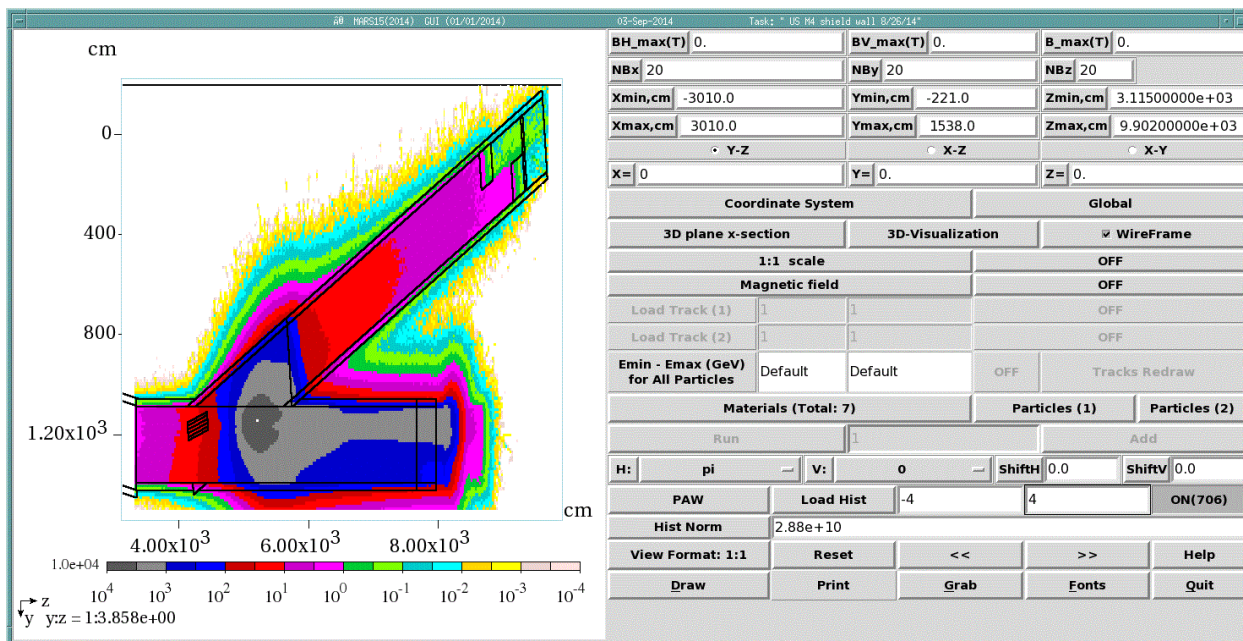 MARS15(2014) GUI (01/01/2014) 03-Sep-2014 Task: " US M4 shield wall 8/26/14"
cm
0
400
800
1.20x10³
cm
4.00x10³ 6.00x10³ 8.00x10³
1.0e+04
10⁴ 10³ 10² 10¹ 10⁰ 10⁻¹ 10⁻² 10⁻³ 10⁻⁴
z
y y:z = 1:3.858e+00
BH_max(T) 0. BV_max(T) 0. B_max(T) 0.
NBx 20 NBy 20 NBz 20
Xmin,cm -3010.0 Ymin,cm -221.0 Zmin,cm 3.11500000e+03
Xmax,cm 3010.0 Ymax,cm 1538.0 Zmax,cm 9.90200000e+03
Y-Z X-Z X-Y
X= 0 Y= 0. Z= 0.
Coordinate System Global
3D plane x-section 3D-Visualization WireFrame
1:1 scale OFF
Magnetic field OFF
Load Track (1) 1 1 OFF
Load Track (2) 1 1 OFF
Emin - Emax (GeV)
for All Particles Default Default OFF Tracks Redraw
Materials (Total: 7) Particles (1) Particles (2)
Run 1 Add
H: pi V: 0 ShiftH 0.0 ShiftV 0.0
PAW Load Hist -4 4 ON(706)
Hist Norm 2.88e+10
View Format: 1:1 Reset << >> Help
Draw Print Grab Fonts Quit